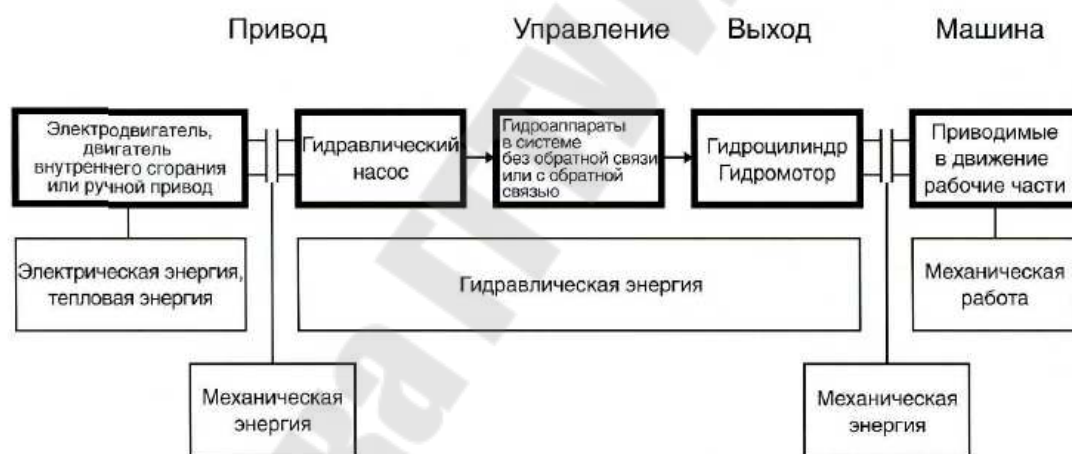 Привод
Управление
Выход
Машина
Электродвигатель,
двигатель
внутреннего сгорания
или ручной привод
Гидравлический
насос
Гидроаппараты
в системе
без обратной связи
или с обратной
связью
Гидроцилиндр
Гидромотор
Приводимые
в движение
рабочие части
Электрическая энергия,
тепловая энергия
Гидравлическая энергия
Механическая
работа
Механическая
энергия
Механическая
энергия